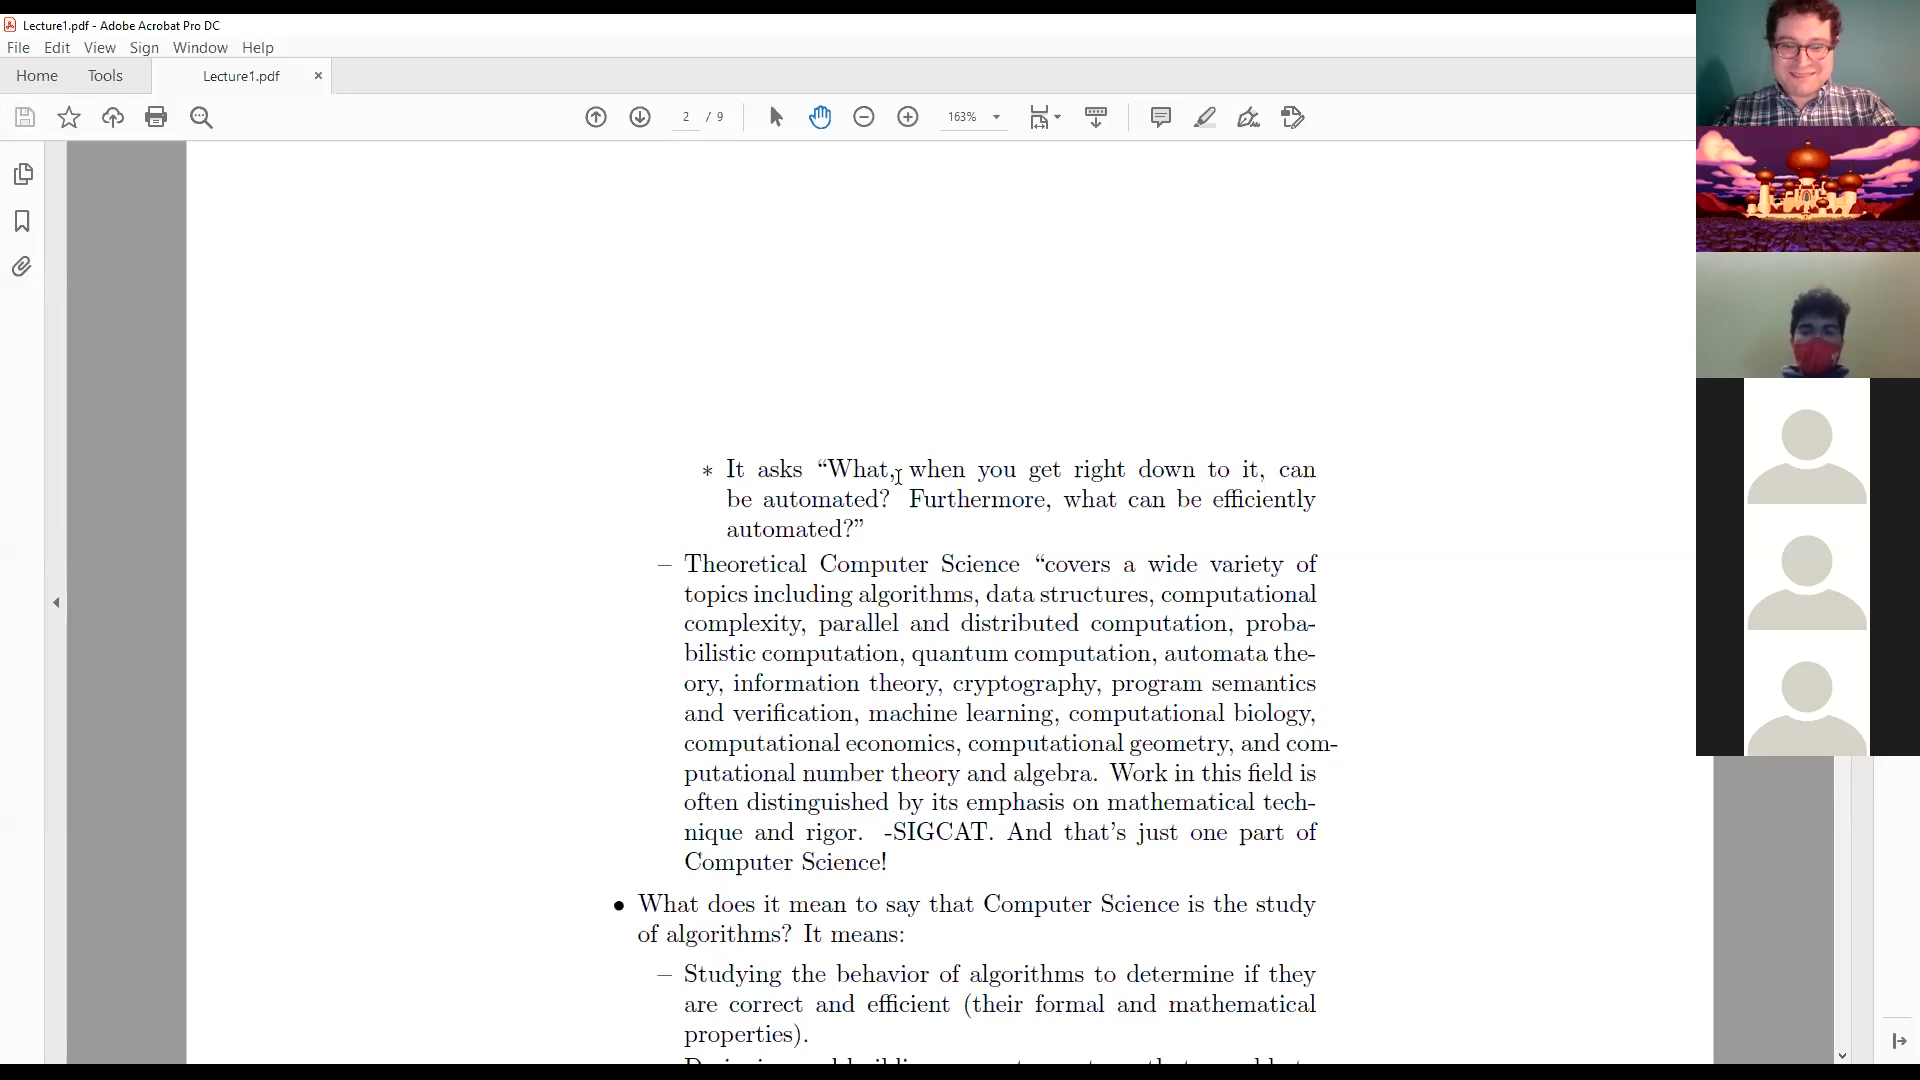 Lecture1.pdf - Adobe Acrobat Pro DC
File Edit View Sign Window Help
Home Tools Lecture1.pdf ×
2 / 9 163%
* It asks “What, when you get right down to it, can
be automated? Furthermore, what can be efficiently
automated?”
– Theoretical Computer Science “covers a wide variety of
topics including algorithms, data structures, computational
complexity, parallel and distributed computation, proba-
bilistic computation, quantum computation, automata the-
ory, information theory, cryptography, program semantics
and verification, machine learning, computational biology,
computational economics, computational geometry, and com-
putational number theory and algebra. Work in this field is
often distinguished by its emphasis on mathematical tech-
nique and rigor. -SIGCAT. And that’s just one part of
Computer Science!
• What does it mean to say that Computer Science is the study
of algorithms? It means:
– Studying the behavior of algorithms to determine if they
are correct and efficient (their formal and mathematical
properties).